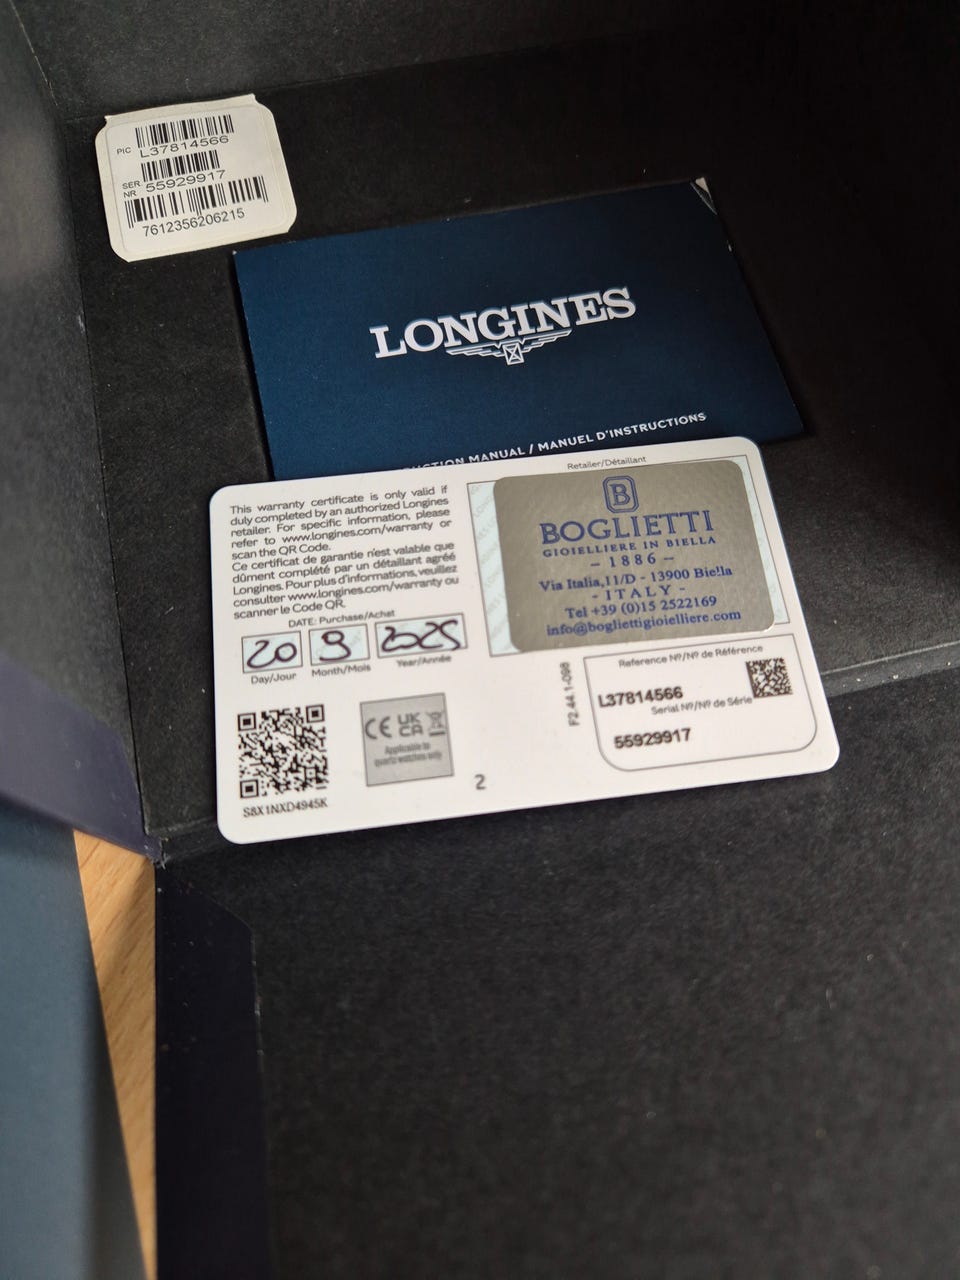 PIC L37814566
SER. NR. 55929917
7612356206215
LONGINES
MANUAL / MANUEL D'INSTRUCTIONS
This warranty certificate is only valid if
duly completed by an authorized Longines
retailer. For specific information, please
refer to www.longines.com/warranty or
scan the QR Code.
Ce certificat de garantie n'est valable que
dûment complété par un détaillant agréé
Longines. Pour plus d'informations, veuillez
consulter www.longines.com/warranty ou
scanner le Code QR.
DATE: Purchase/Achat
20 9 2025
Day/Jour Month/Mois Year/Année
S8X1NXD4945K
CE UK CA
Applicable to
quartz watches only
2
Retailer/Détaillant
B
BOGLIETTI
GIOIELLIERE IN BIELLA
- 1886 -
Via Italia,11/D - 13900 Biella
- ITALY -
Tel +39 (0)15 2522169
info@bogliettigioielliere.com
F2.44.1-098
Reference Nº/Nº de Référence
L37814566
Serial Nº/Nº de Série
55929917